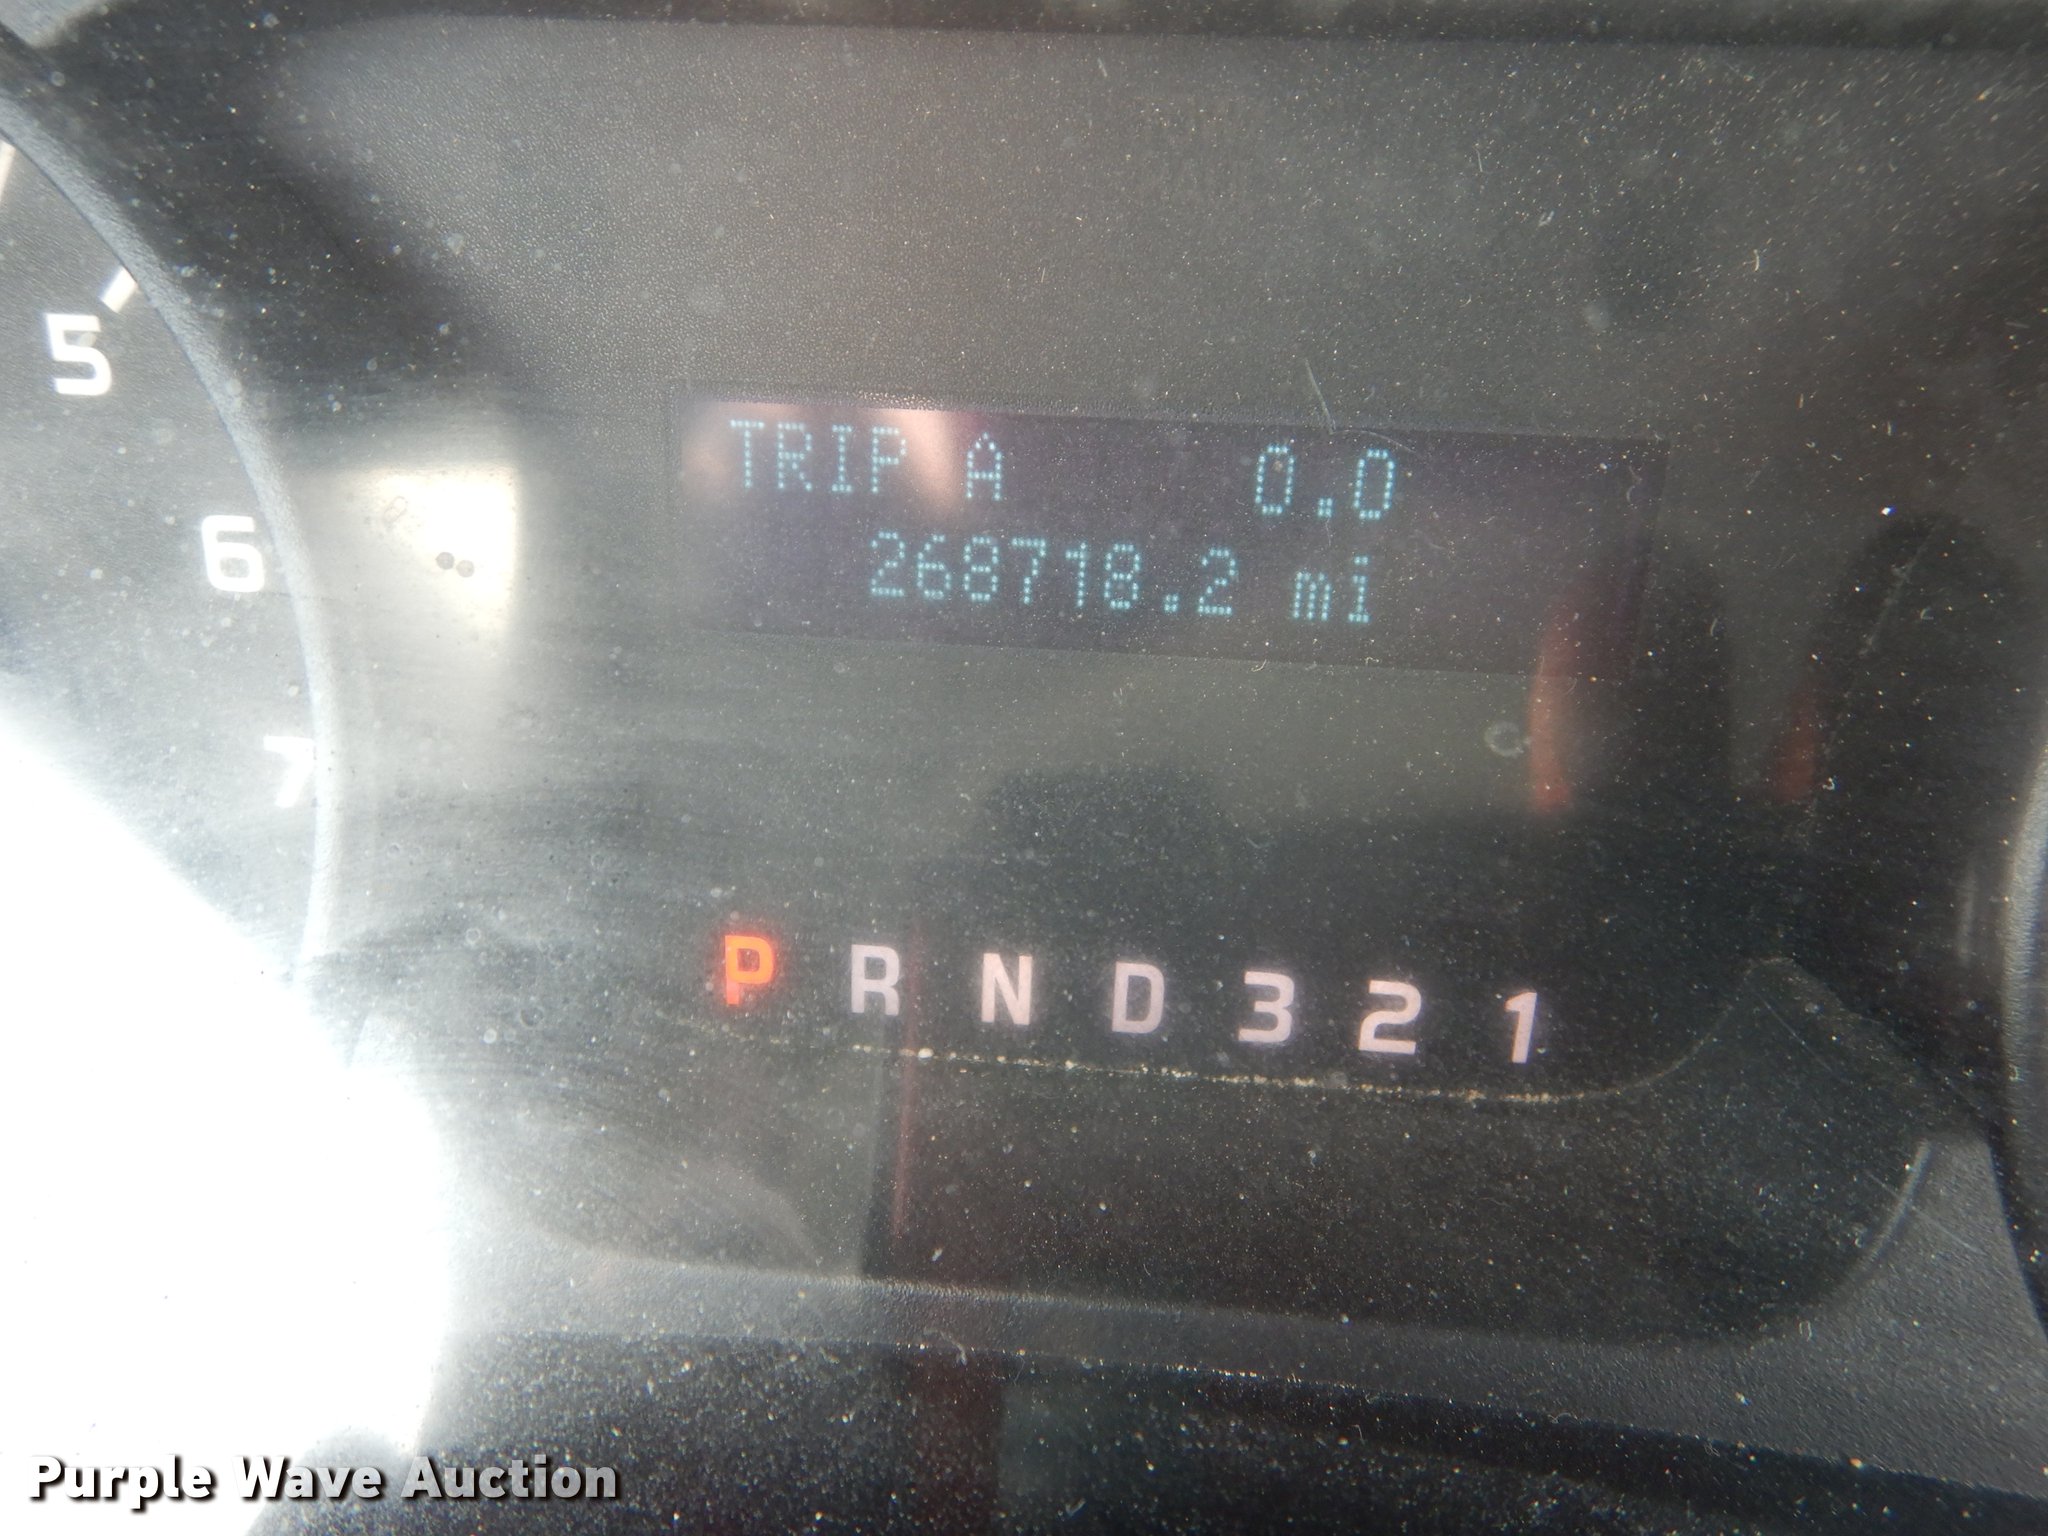 5
TRIP A 0.0
6
268718.2 mi
7
P R N D 3 2 1
Purple Wave Auction